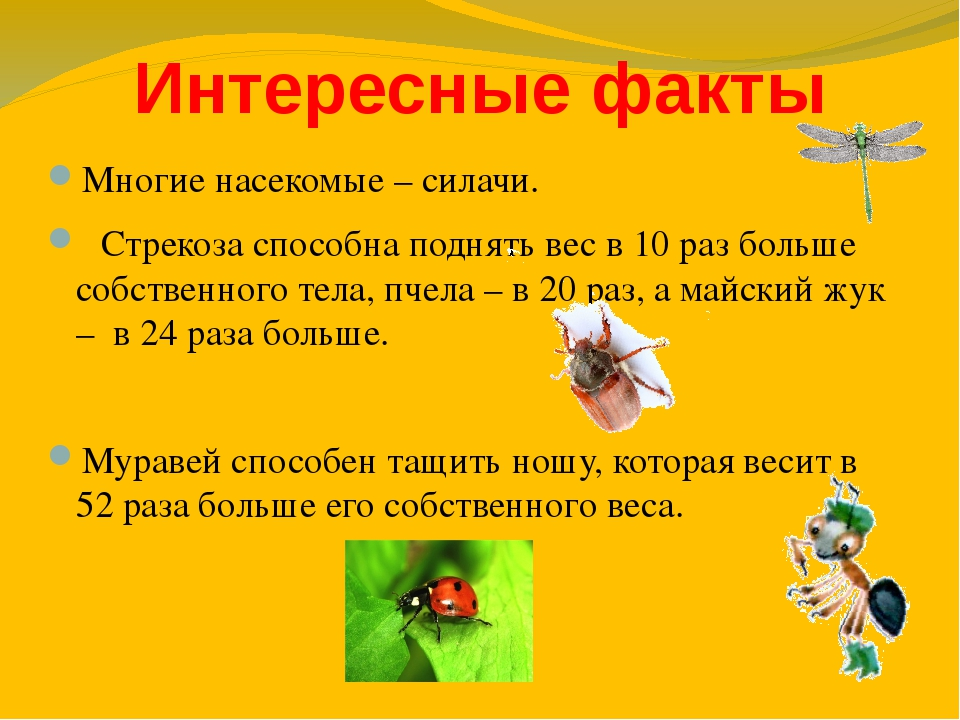 Интересные факты
Многие насекомые – силачи.
Стрекоза способна поднять вес в 10 раз больше
собственного тела, пчела – в 20 раз, а майский жук
– в 24 раза больше.
Муравей способен тащить ношу, которая весит в
52 раза больше его собственного веса.